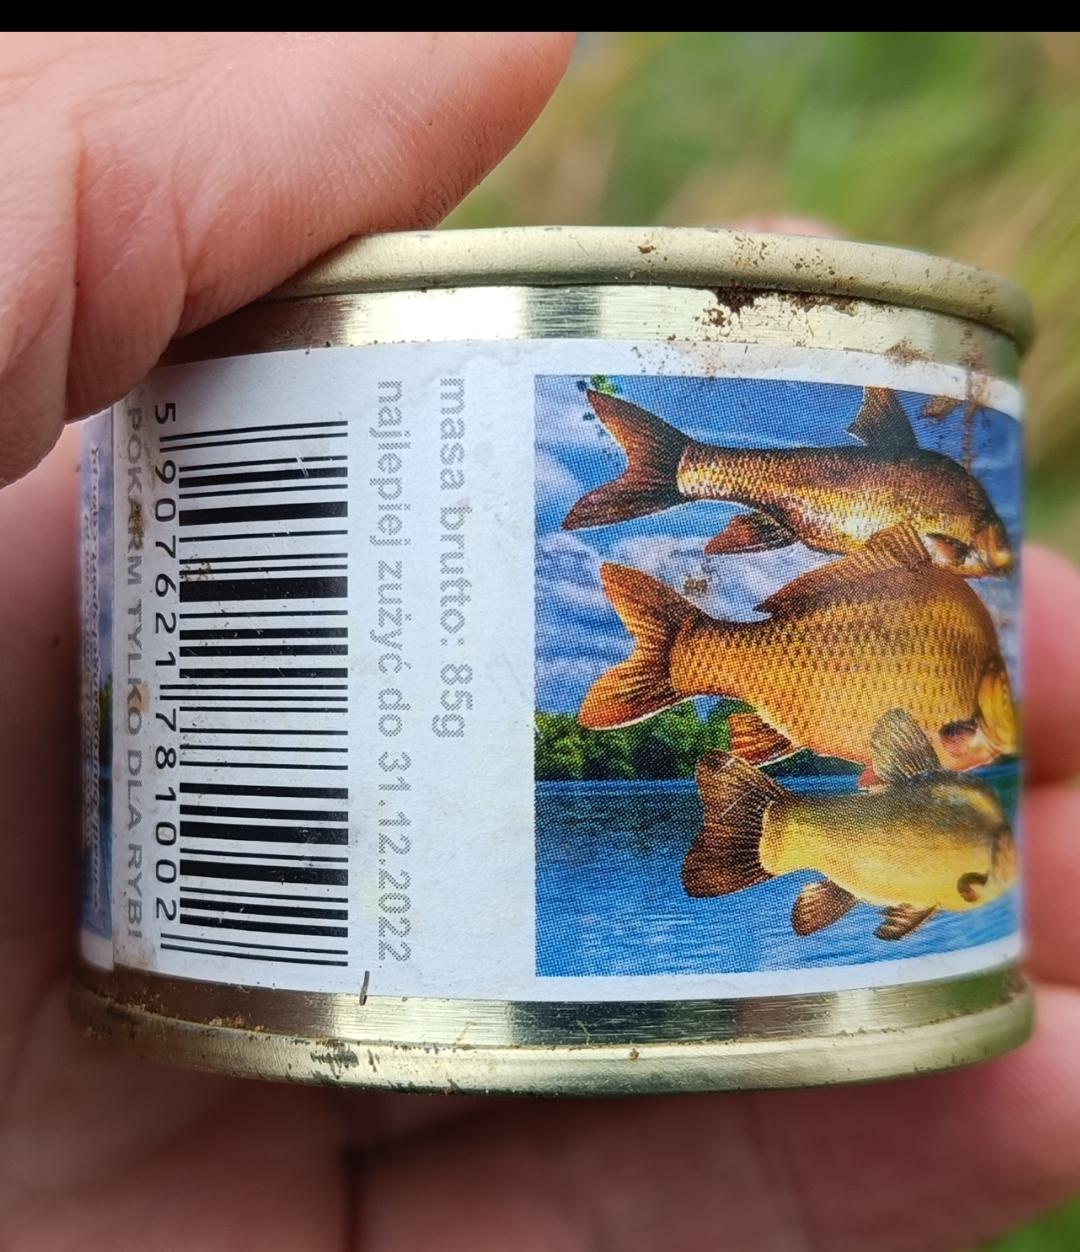 masa brutto: 85g
najlepiej zużyć do 31.12.2022
5 907621 781002
POKARM TYLKO DLA RYB!